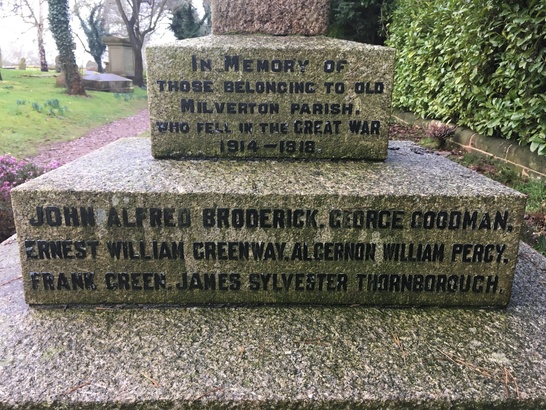 IN MEMORY OF
THOSE BELONGING TO OLD
MILVERTON PARISH,
WHO FELL IN THE GREAT WAR
1914-1918.
JOHN ALFRED BRODERICK, GEORGE GOODMAN,
ERNEST WILLIAM GREENWAY, ALGERNON WILLIAM PERCY,
FRANK GREEN, JAMES SYLVESTER THORNBOROUGH.